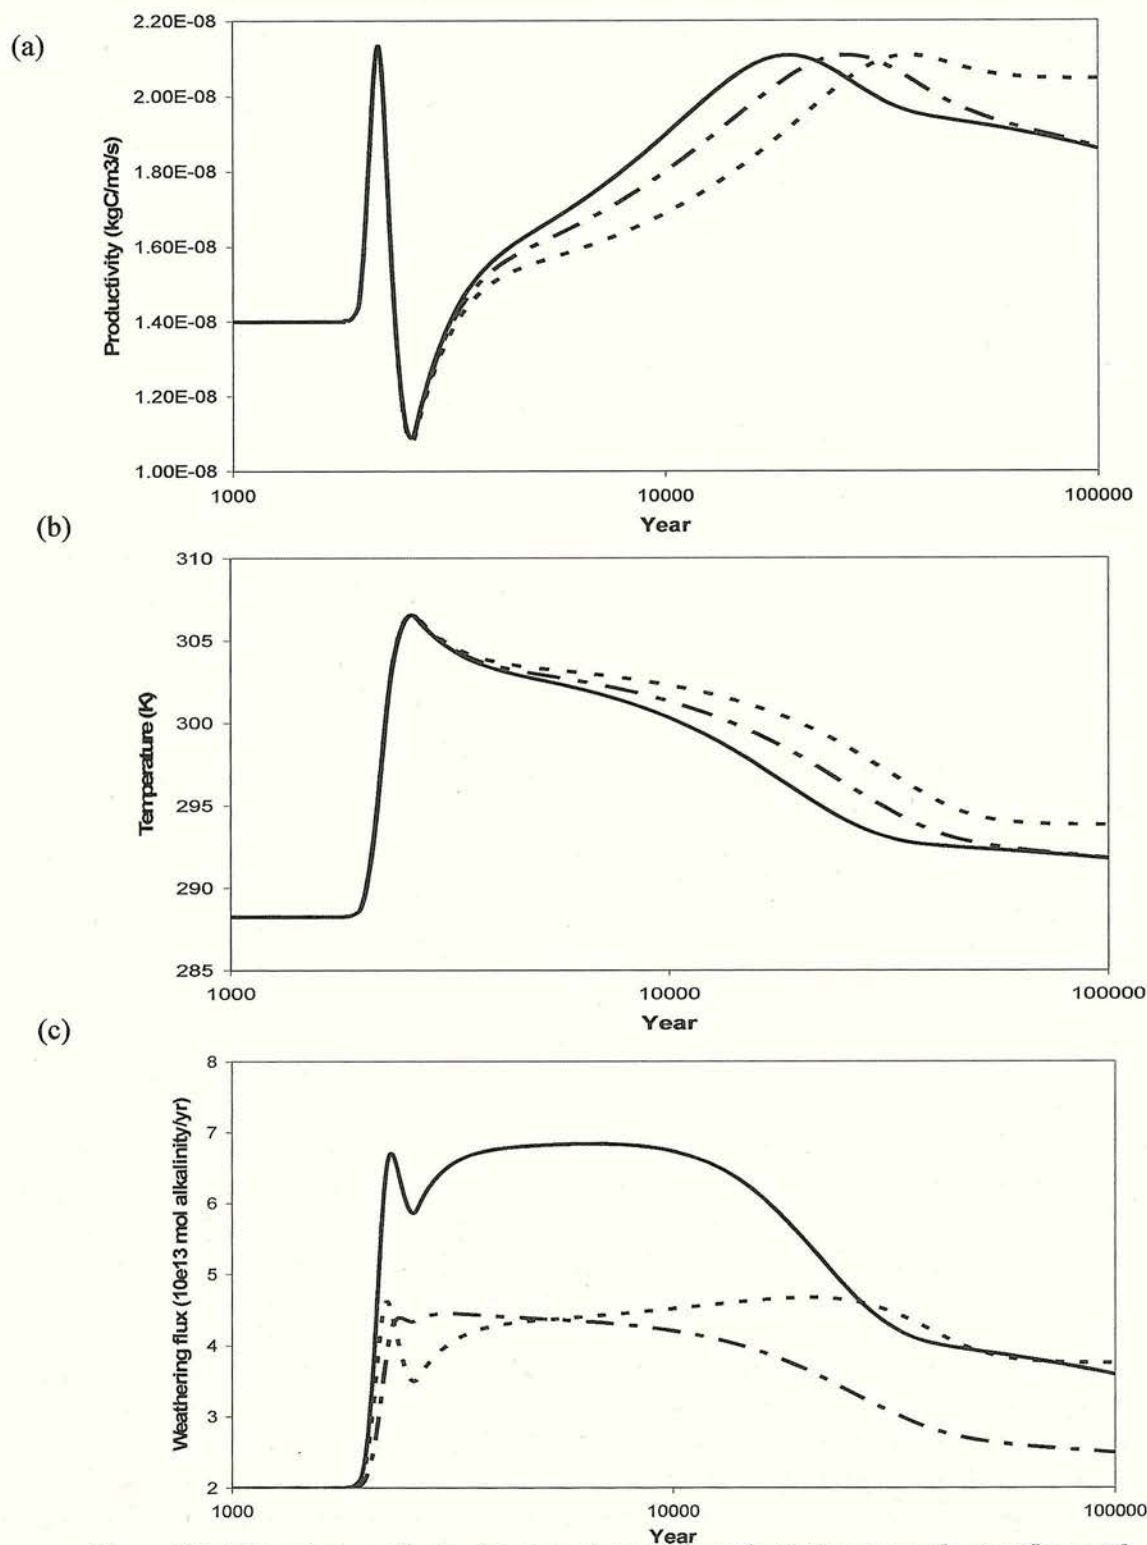 (a)
Productivity (kgC/m3/s)
2.20E-08
2.00E-08
1.80E-08
1.60E-08
1.40E-08
1.20E-08
1.00E-08
1000
10000
100000
Year
(b)
Temperature (K)
310
305
300
295
290
285
1000
10000
100000
Year
(c)
Weathering flux (10e13 mol alkalinity/yr)
8
7
6
5
4
3
2
1000
10000
100000
Year